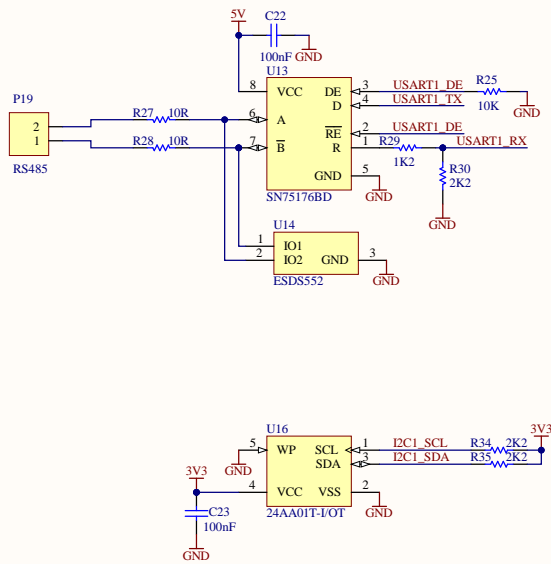 5V
C22
100nF
GND
U13
8 VCC DE 3 USART1_DE R25
D 4 USART1_TX 10K GND
P19
R27 10R 6 A
2
RE 2 USART1_DE
1
R28 10R 7 B R 1 R29 USART1_RX
1K2
R30
2K2
RS485
GND 5
GND
SN75176BD
GND
U14
1 IO1
2 IO2 GND 3
GND
ESDS552
U16
3V3
5 WP SCL 1 I2C1_SCL R34 2K2
GND
SDA 3 I2C1_SDA R35 2K2
3V3
4 VCC VSS 2
GND
C23
100nF
24AA01T-I/OT
GND